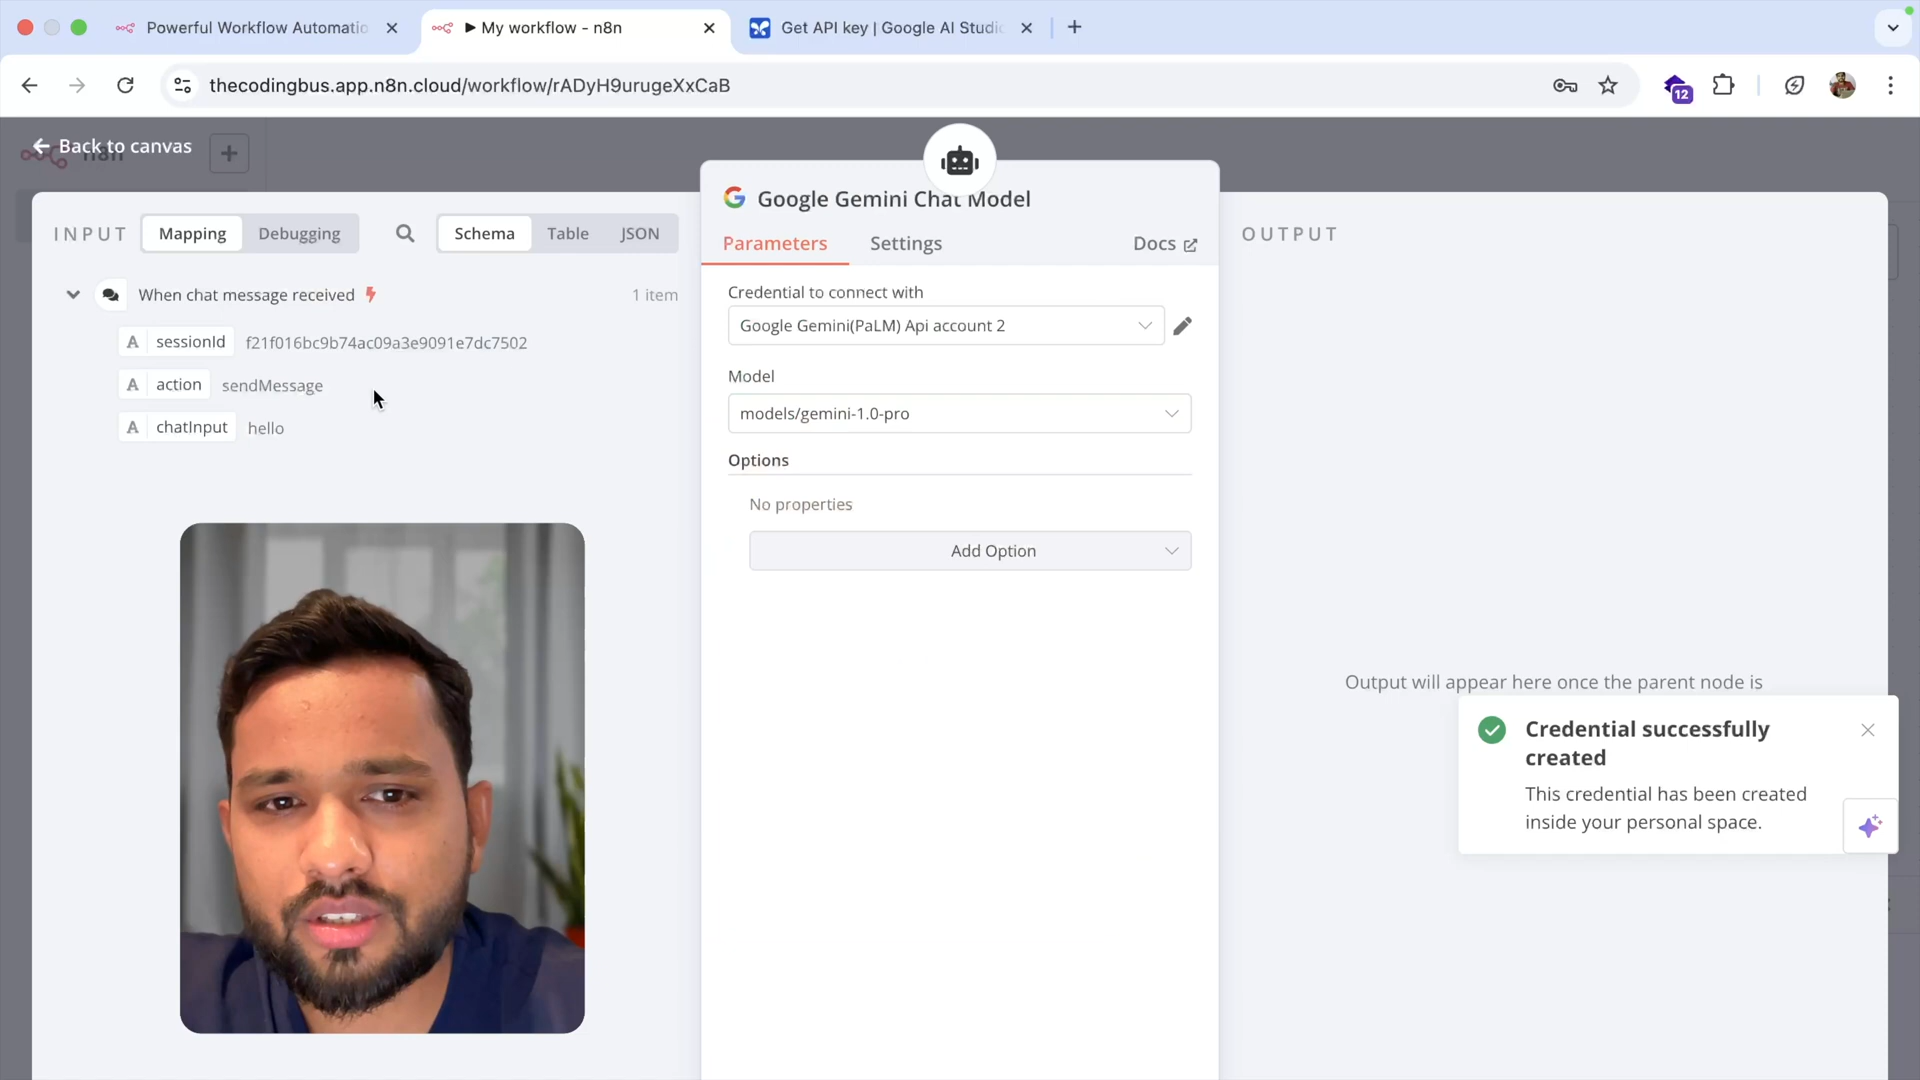 Powerful Workflow Automatio
▶ My workflow - n8n
Get API key | Google AI Studi
thecodingbus.app.n8n.cloud/workflow/rADyH9urugeXxCaB
12
Back to canvas
n8n
Google Gemini Chat Model
INPUT
Mapping
Debugging
Schema
Table
JSON
Parameters
Settings
Docs
OUTPUT
When chat message received
1 item
A sessionId f21f016bc9b74ac09a3e9091e7dc7502
A action sendMessage
A chatInput hello
Credential to connect with
Google Gemini(PaLM) Api account 2
Model
models/gemini-1.0-pro
Options
No properties
Add Option
Output will appear here once the parent node is
Credential successfully
created
This credential has been created
inside your personal space.